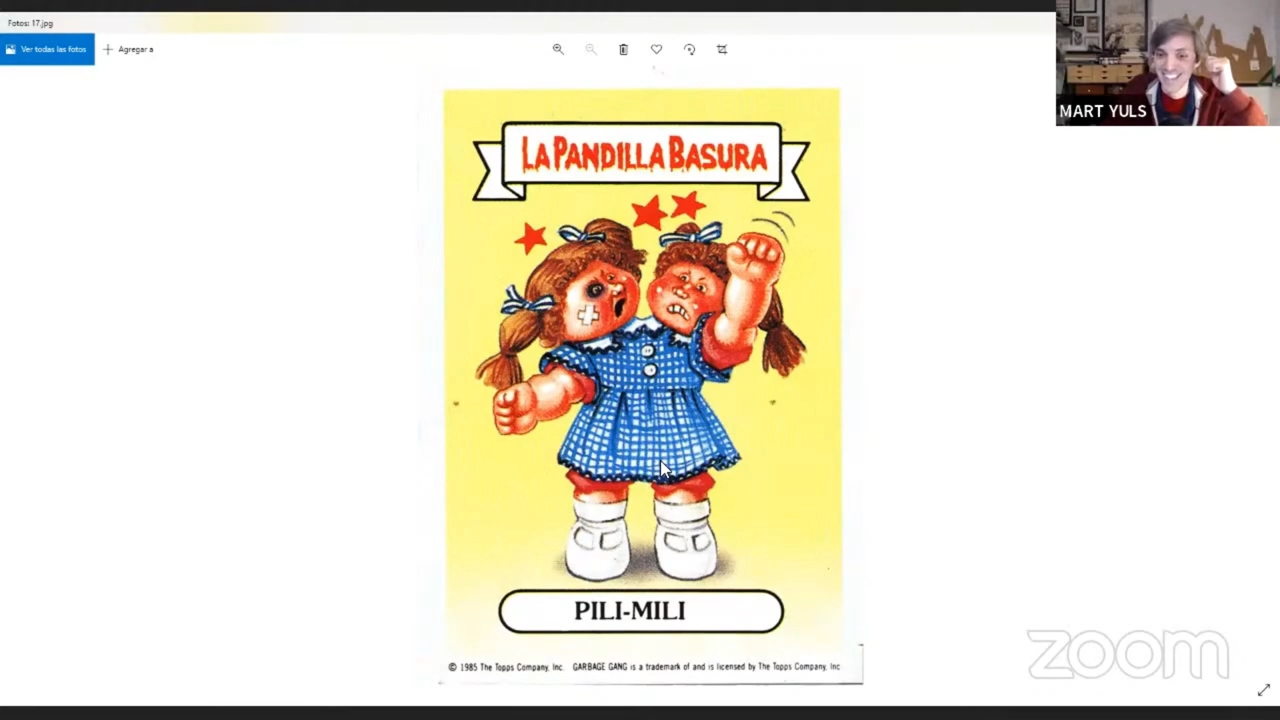 Fotos: 17.jpg
Ver todas las fotos
Agregar a
MART YULS
LA PANDILLA BASURA
PILI-MILI
© 1985 The Topps Company, Inc. GARBAGE GANG is a trademark of and is licensed by The Topps Company, Inc
zoom